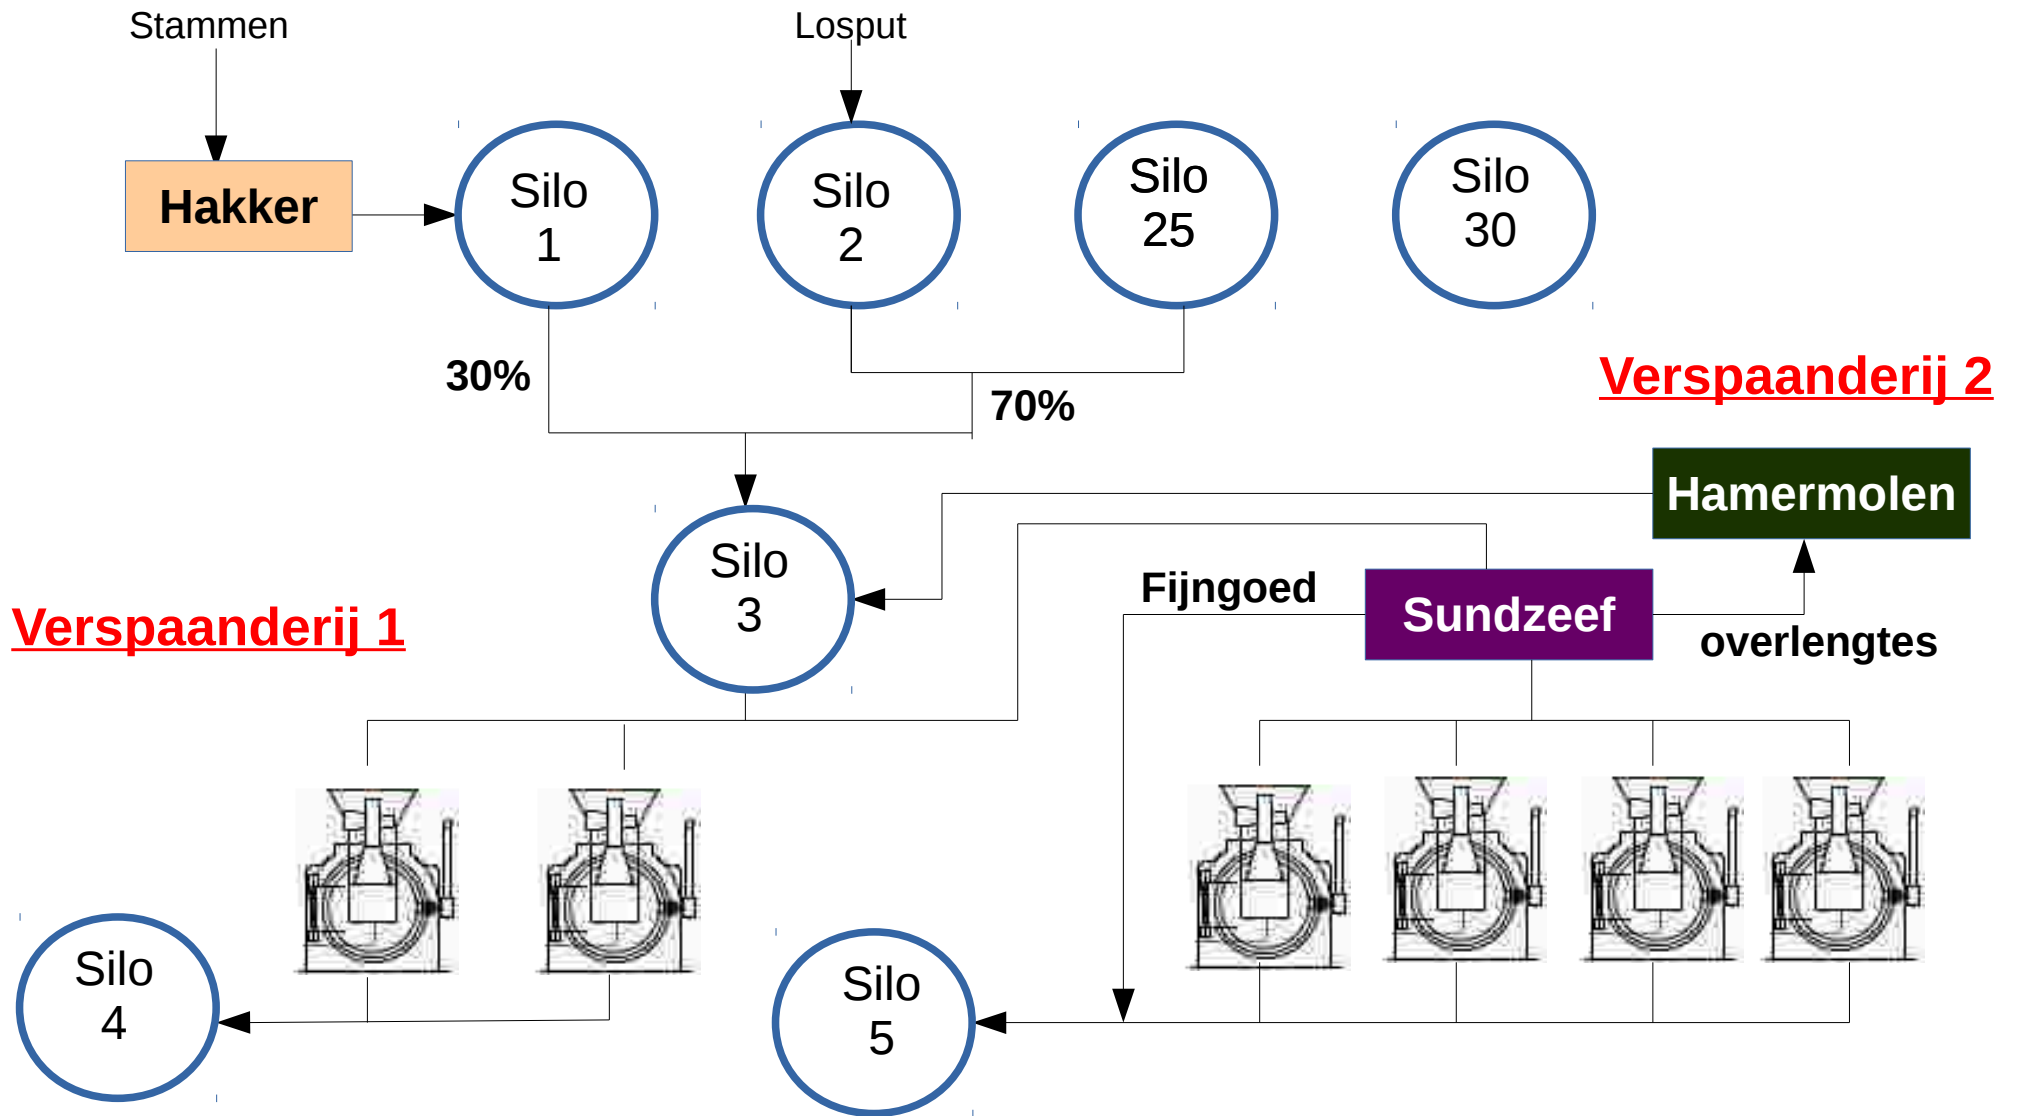 Stammen
Losput
Hakker
Silo
1
Silo
2
Silo
25
Silo
30
30%
70%
Verspaanderij 2
Hamermolen
Silo
3
Fijngoed
Sundzeef
overlengtes
Verspaanderij 1
Silo
4
Silo
5